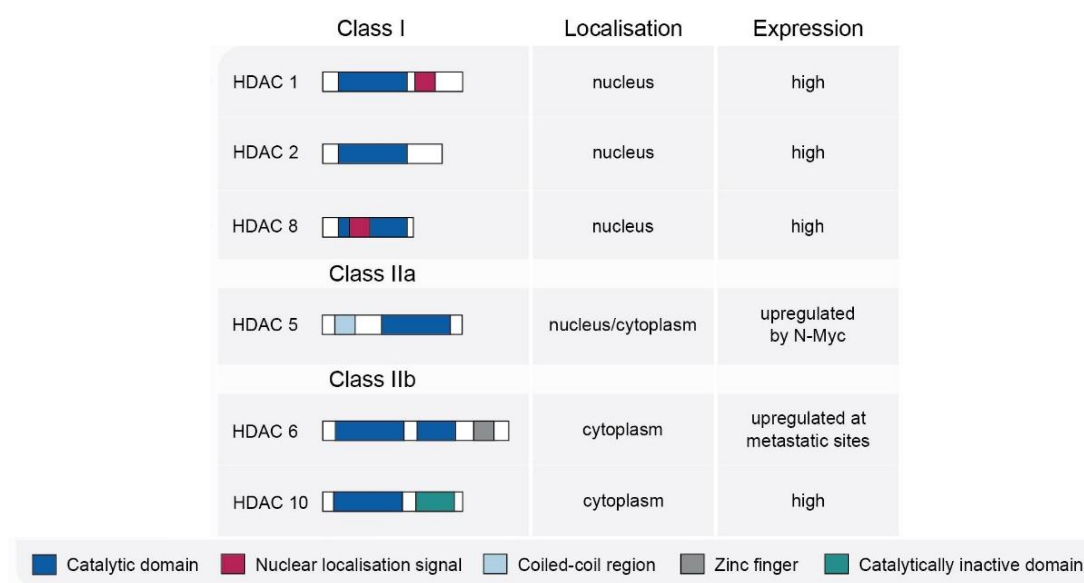 Class I Localisation Expression
HDAC 1 nucleus high
HDAC 2 nucleus high
HDAC 8 nucleus high
Class IIa
HDAC 5 nucleus/cytoplasm upregulated
by N-Myc
Class IIb
HDAC 6 cytoplasm upregulated at
metastatic sites
HDAC 10 cytoplasm high
Catalytic domain Nuclear localisation signal Coiled-coil region Zinc finger Catalytically inactive domain